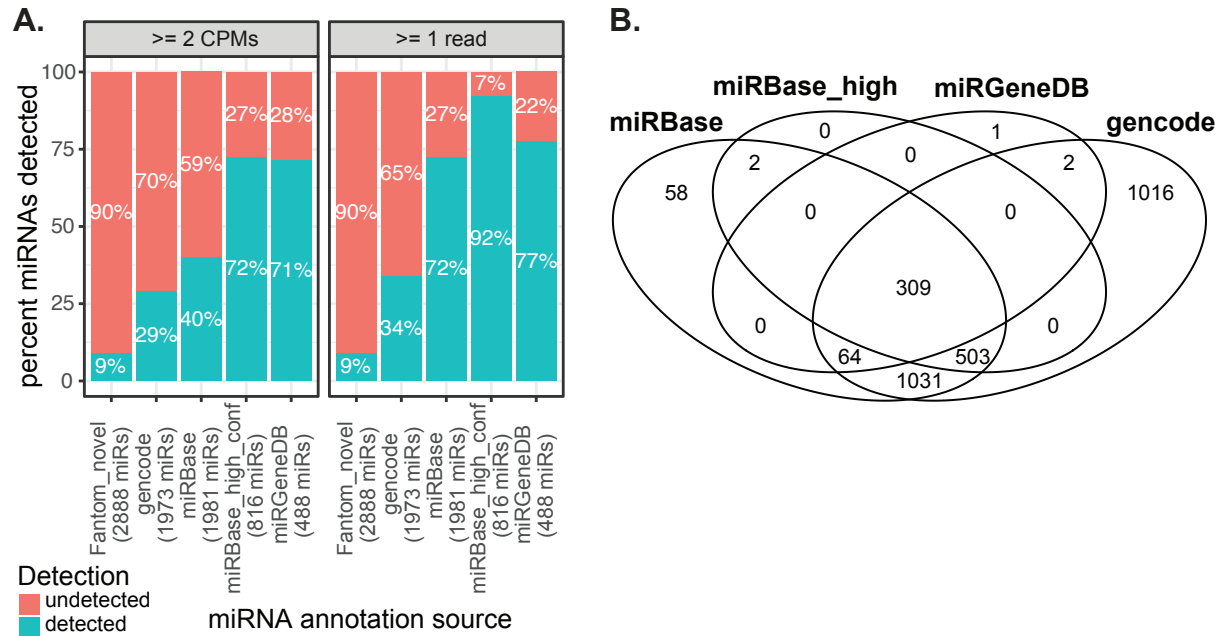 A.
>= 2 CPMs
>= 1 read
percent miRNAs detected
100
75
50
25
0
90%
9%
70%
29%
59%
40%
27%
72%
28%
71%
90%
9%
65%
34%
27%
72%
7%
92%
22%
77%
Fantom_novel
(2888 miRs)
gencode
(1973 miRs)
miRBase
(1981 miRs)
miRBase_high_conf
(816 miRs)
miRGeneDB
(488 miRs)
Fantom_novel
(2888 miRs)
gencode
(1973 miRs)
miRBase
(1981 miRs)
miRBase_high_conf
(816 miRs)
miRGeneDB
(488 miRs)
Detection
undetected
detected
miRNA annotation source
B.
miRBase_high
miRGeneDB
miRBase
gencode
0
1
2
0
2
58
1016
0
0
309
0
0
64
503
1031